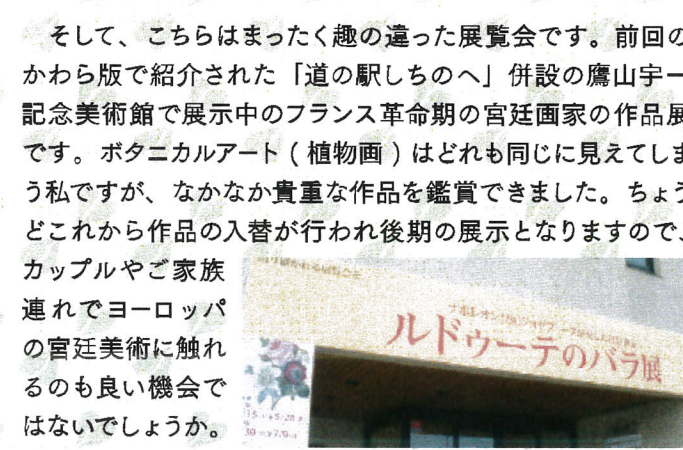 そして、こちらはまったく趣の違った展覧会です。前回の
かわら版で紹介された「道の駅しちのへ」併設の鷹山宇一
記念美術館で展示中のフランス革命期の宮廷画家の作品展
です。ボタニカルアート(植物画)はどれも同じに見えてしま
う私ですが、なかなか貴重な作品を鑑賞できました。ちょう
どこれから作品の入替が行われ後期の展示となりますので、
カップルやご家族
連れでヨーロッパ
の宮廷美術に触れ
るのも良い機会で
はないでしょうか。
ルドゥーテのバラ展